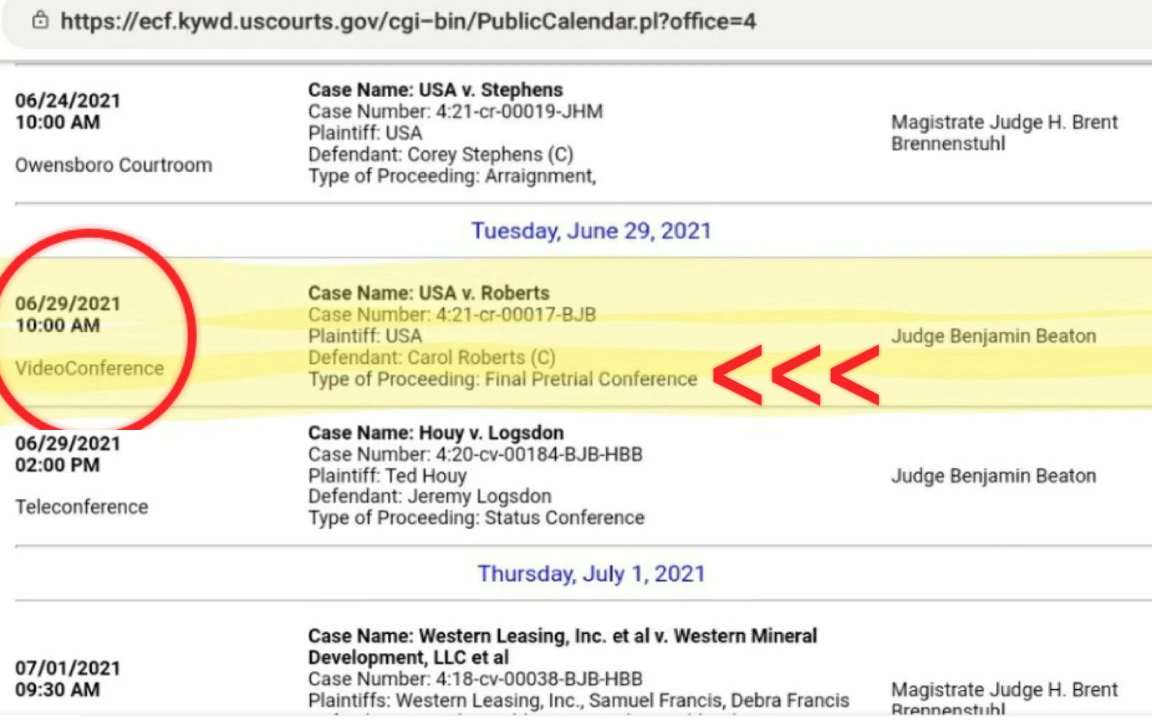 https://ecf.kywd.uscourts.gov/cgi-bin/PublicCalendar.pl?office=4
06/24/2021
10:00 AM
Owensboro Courtroom
Case Name: USA v. Stephens
Case Number: 4:21-cr-00019-JHM
Plaintiff: USA
Defendant: Corey Stephens (C)
Type of Proceeding: Arraignment,
Magistrate Judge H. Brent
Brennenstuhl
Tuesday, June 29, 2021
06/29/2021
10:00 AM
VideoConference
Case Name: USA v. Roberts
Case Number: 4:21-cr-00017-BJB
Plaintiff: USA
Defendant: Carol Roberts (C)
Type of Proceeding: Final Pretrial Conference
<<<
Judge Benjamin Beaton
06/29/2021
02:00 PM
Teleconference
Case Name: Houy v. Logsdon
Case Number: 4:20-cv-00184-BJB-HBB
Plaintiff: Ted Houy
Defendant: Jeremy Logsdon
Type of Proceeding: Status Conference
Judge Benjamin Beaton
Thursday, July 1, 2021
07/01/2021
09:30 AM
Case Name: Western Leasing, Inc. et al v. Western Mineral
Development, LLC et al
Case Number: 4:18-cv-00038-BJB-HBB
Plaintiffs: Western Leasing, Inc., Samuel Francis, Debra Francis
Magistrate Judge H. Brent
Brennenstuhl